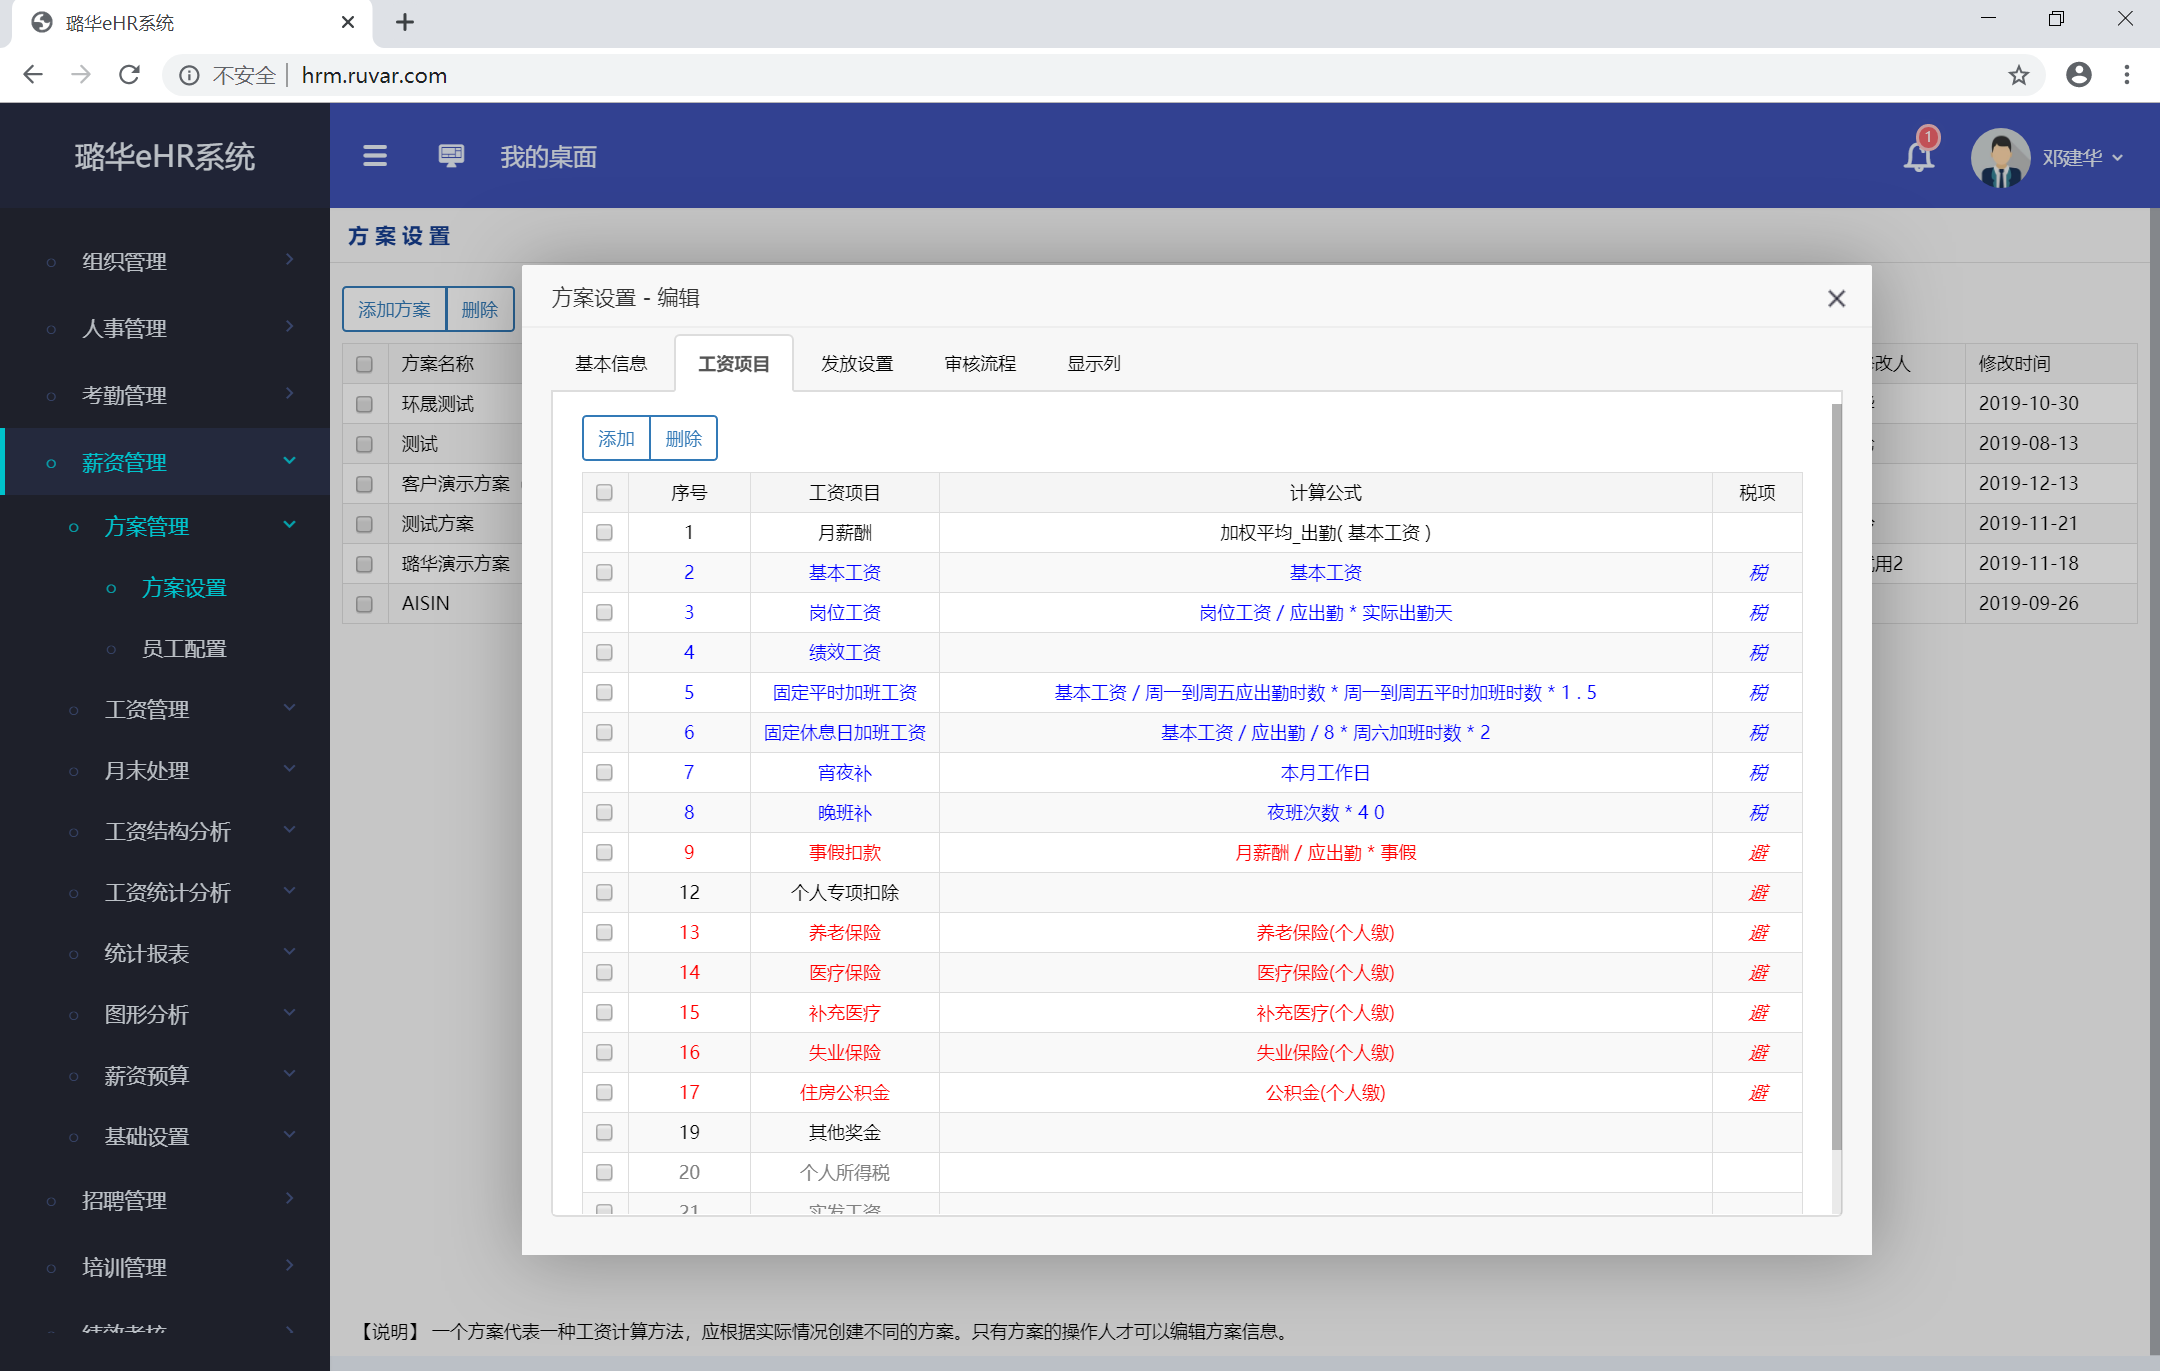 璐华eHR系统
不安全 hrm.ruvar.com
璐华eHR系统 我的桌面 1 邓建华
组织管理
人事管理
考勤管理
薪资管理
方案管理
方案设置
员工配置
工资管理
月末处理
工资结构分析
工资统计分析
统计报表
图形分析
薪资预算
基础设置
招聘管理
培训管理
绩效考核
方案设置
添加方案 删除
方案名称 改人 修改时间
环晟测试 2019-10-30
测试 2019-08-13
客户演示方案 2019-12-13
测试方案 2019-11-21
璐华演示方案 用2 2019-11-18
AISIN 2019-09-26
方案设置 - 编辑
基本信息 工资项目 发放设置 审核流程 显示列
添加 删除
序号 工资项目 计算公式 税项
1 月薪酬 加权平均_出勤( 基本工资 )
2 基本工资 基本工资 税
3 岗位工资 岗位工资 / 应出勤 * 实际出勤天 税
4 绩效工资 税
5 固定平时加班工资 基本工资 / 周一到周五应出勤时数 * 周一到周五平时加班时数 * 1 . 5 税
6 固定休息日加班工资 基本工资 / 应出勤 / 8 * 周六加班时数 * 2 税
7 宵夜补 本月工作日 税
8 晚班补 夜班次数 * 4 0 税
9 事假扣款 月薪酬 / 应出勤 * 事假 避
12 个人专项扣除 避
13 养老保险 养老保险(个人缴) 避
14 医疗保险 医疗保险(个人缴) 避
15 补充医疗 补充医疗(个人缴) 避
16 失业保险 失业保险(个人缴) 避
17 住房公积金 公积金(个人缴) 避
19 其他奖金
20 个人所得税
21 实发工资
【说明】 一个方案代表一种工资计算方法，应根据实际情况创建不同的方案。只有方案的操作人才可以编辑方案信息。